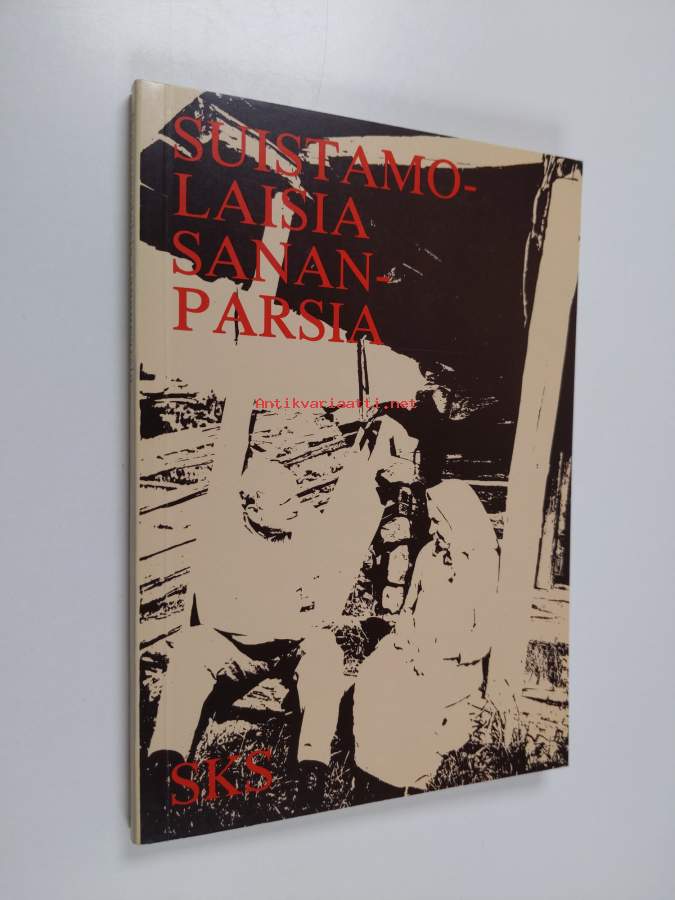 SUISTAMO-
LAISIA
SANAN-
PARSIA
Antikvariaatti.net
SKS